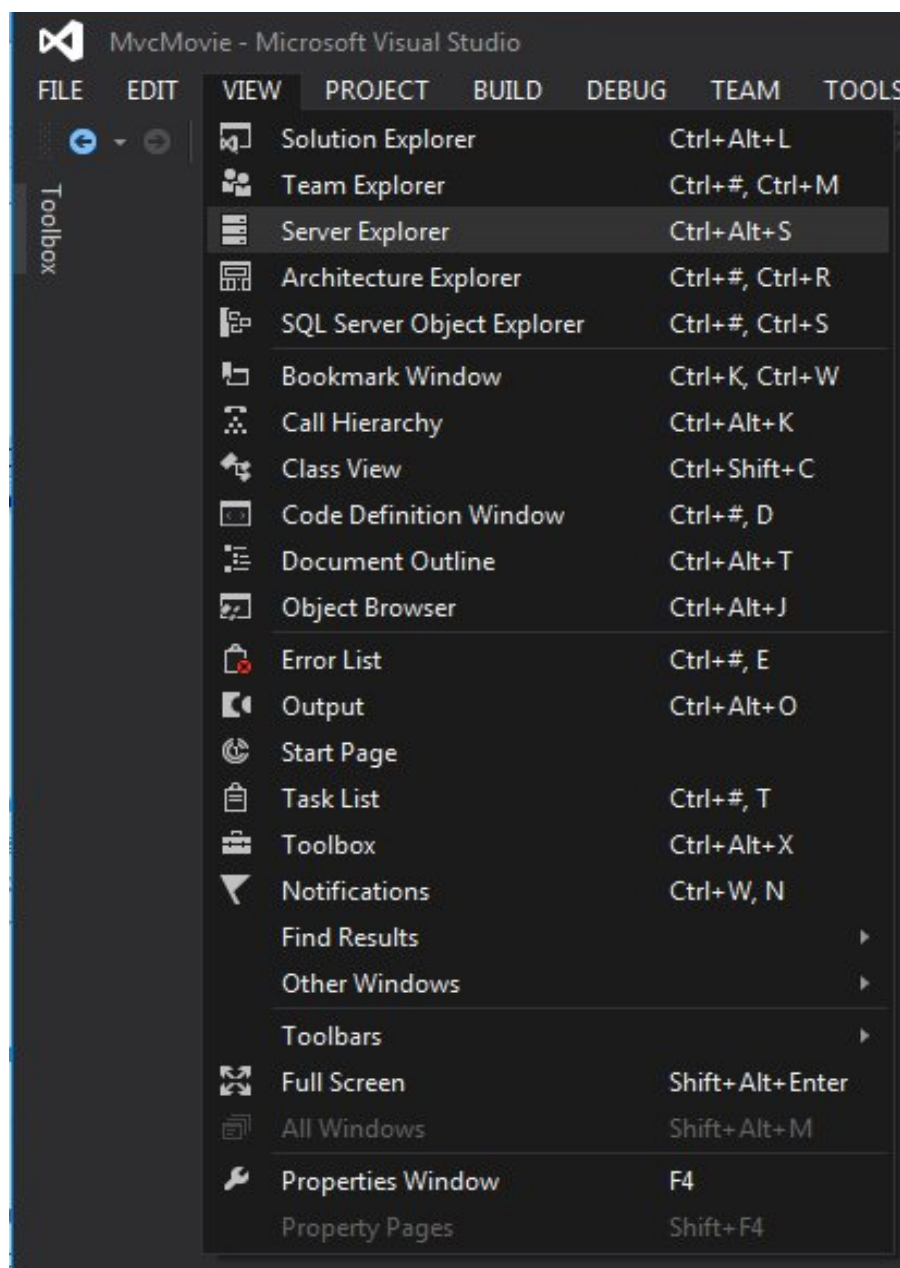 MvcMovie - Microsoft Visual Studio
FILE EDIT VIEW PROJECT BUILD DEBUG TEAM TOOLS
Toolbox
Solution Explorer Ctrl+Alt+L
Team Explorer Ctrl+#, Ctrl+M
Server Explorer Ctrl+Alt+S
Architecture Explorer Ctrl+#, Ctrl+R
SQL Server Object Explorer Ctrl+#, Ctrl+S
Bookmark Window Ctrl+K, Ctrl+W
Call Hierarchy Ctrl+Alt+K
Class View Ctrl+Shift+C
Code Definition Window Ctrl+#, D
Document Outline Ctrl+Alt+T
Object Browser Ctrl+Alt+J
Error List Ctrl+#, E
Output Ctrl+Alt+O
Start Page
Task List Ctrl+#, T
Toolbox Ctrl+Alt+X
Notifications Ctrl+W, N
Find Results
Other Windows
Toolbars
Full Screen Shift+Alt+Enter
All Windows Shift+Alt+M
Properties Window F4
Property Pages Shift+F4